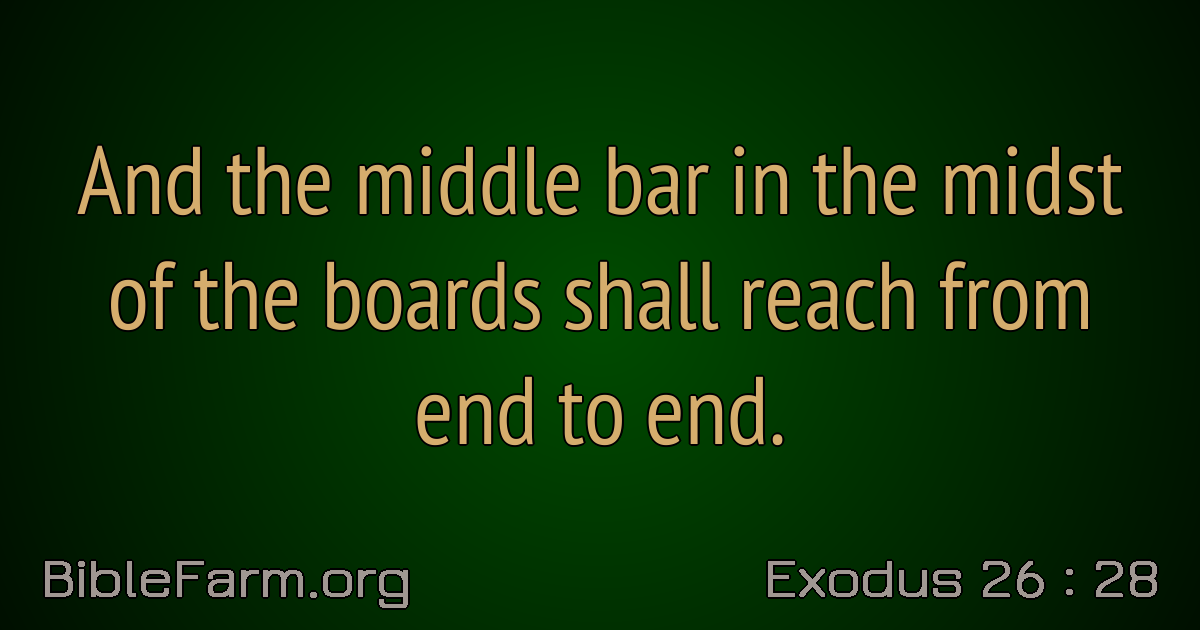 And the middle bar in the midst
of the boards shall reach from
end to end.
BibleFarm.org
Exodus 26 : 28